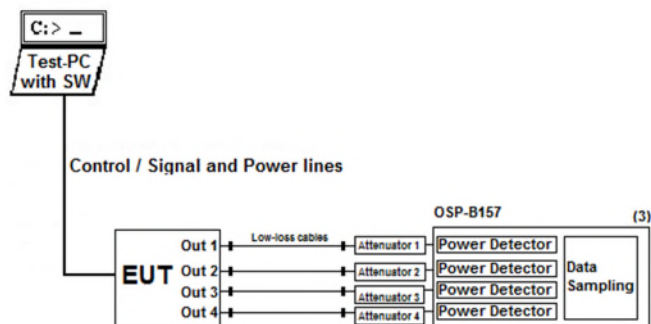 C:> _
Test-PC
with SW
Control / Signal and Power lines
OSP-B157
(3)
EUT
Out 1
Low-loss cables
Attenuator 1
Power Detector
Out 2
Attenuator 2
Power Detector
Out 3
Attenuator 3
Power Detector
Out 4
Attenuator 4
Power Detector
Data
Sampling